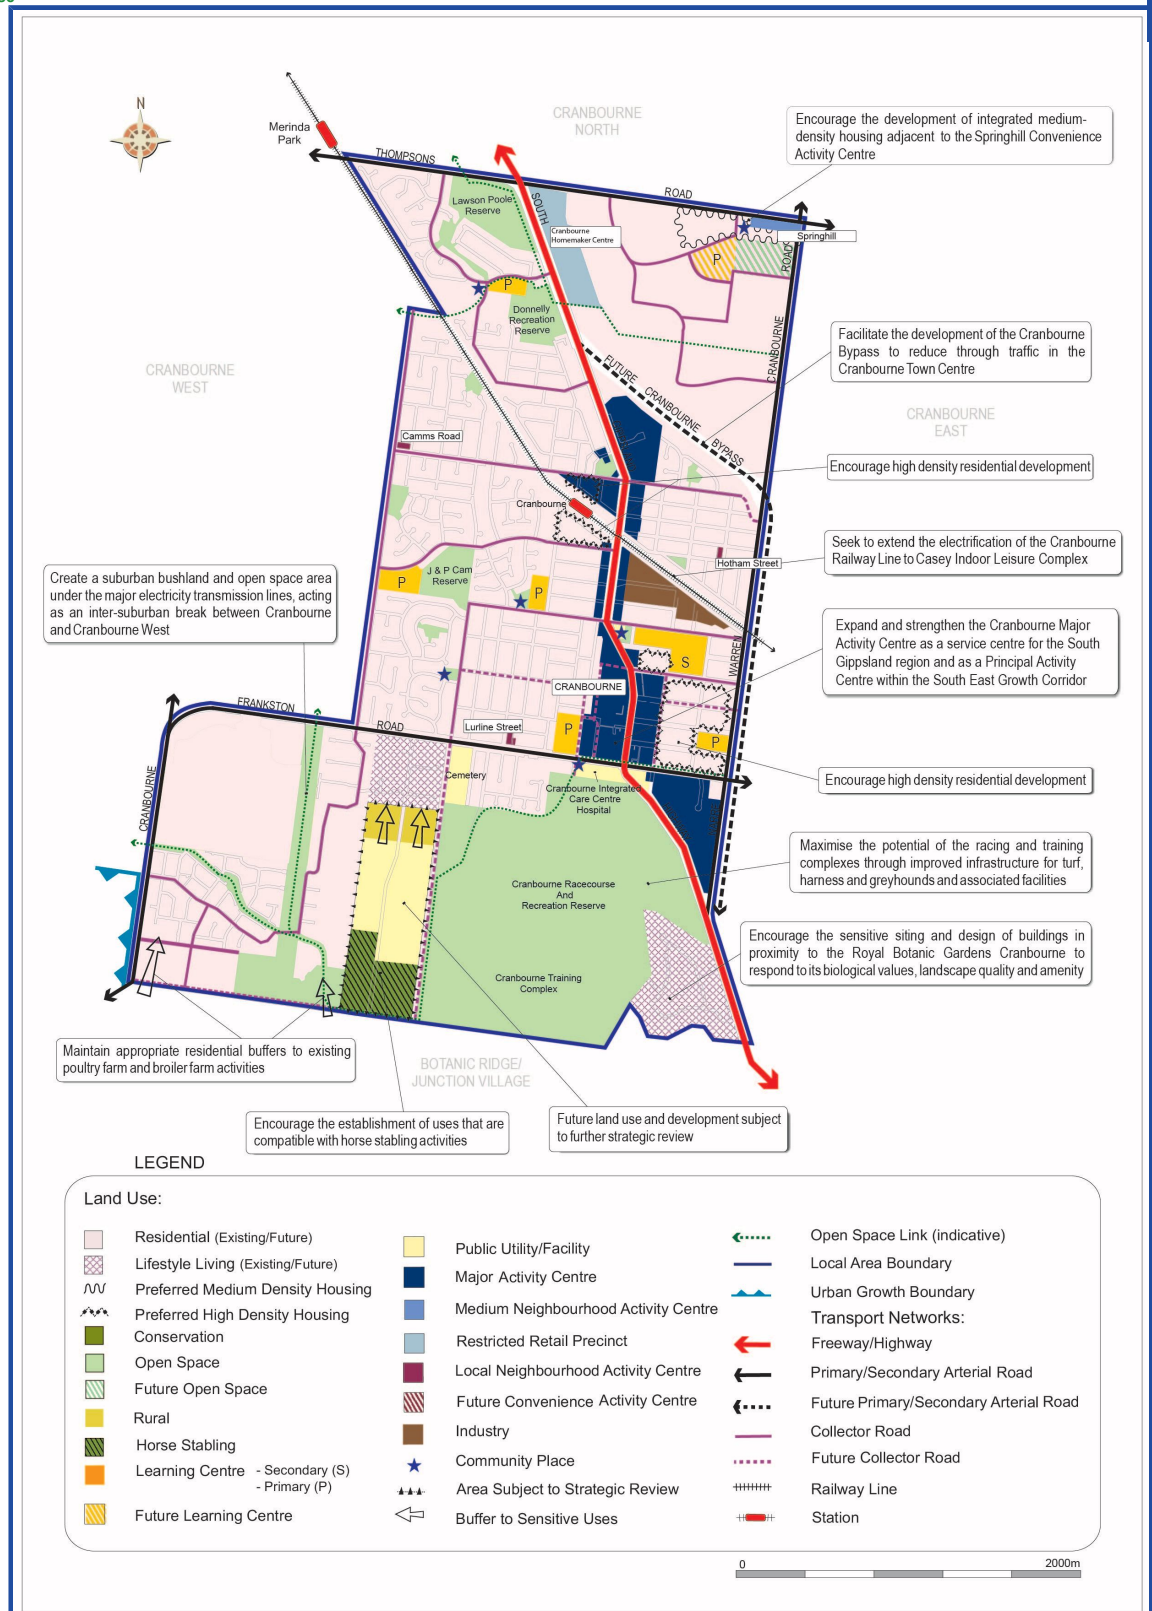 N
CRANBOURNE
NORTH
Merinda
Park
THOMPSONS
ROAD
Encourage the development of integrated medium-
density housing adjacent to the Springhill Convenience
Activity Centre
Lawson Poole
Reserve
SOUTH
Cranbourne
Homemaker Centre
Springhill
P
ROAD
P
Donnelly
Recreation
Reserve
CRANBOURNE
Facilitate the development of the Cranbourne
Bypass to reduce through traffic in the
Cranbourne Town Centre
FUTURE CRANBOURNE BYPASS
CRANBOURNE
WEST
CRANBOURNE
EAST
Camms Road
Encourage high density residential development
Cranbourne
Seek to extend the electrification of the Cranbourne
Railway Line to Casey Indoor Leisure Complex
Hotham Street
J & P Cam
Reserve
P
P
Create a suburban bushland and open space area
under the major electricity transmission lines, acting
as an inter-suburban break between Cranbourne
and Cranbourne West
Expand and strengthen the Cranbourne Major
Activity Centre as a service centre for the South
Gippsland region and as a Principal Activity
Centre within the South East Growth Corridor
WARREN
S
CRANBOURNE
FRANKSTON
ROAD
Lurline Street
P
P
Cemetery
Cranbourne Integrated
Care Centre
Hospital
Encourage high density residential development
CRANBOURNE
Maximise the potential of the racing and training
complexes through improved infrastructure for turf,
harness and greyhounds and associated facilities
Cranbourne Racecourse
And
Recreation Reserve
Encourage the sensitive siting and design of buildings in
proximity to the Royal Botanic Gardens Cranbourne to
respond to its biological values, landscape quality and amenity
Cranbourne Training
Complex
Maintain appropriate residential buffers to existing
poultry farm and broiler farm activities
BOTANIC RIDGE/
JUNCTION VILLAGE
Encourage the establishment of uses that are
compatible with horse stabling activities
Future land use and development subject
to further strategic review
LEGEND
Land Use:
Residential (Existing/Future)
Lifestyle Living (Existing/Future)
Preferred Medium Density Housing
Preferred High Density Housing
Conservation
Open Space
Future Open Space
Rural
Horse Stabling
Learning Centre - Secondary (S)
- Primary (P)
Future Learning Centre
Public Utility/Facility
Major Activity Centre
Medium Neighbourhood Activity Centre
Restricted Retail Precinct
Local Neighbourhood Activity Centre
Future Convenience Activity Centre
Industry
Community Place
Area Subject to Strategic Review
Buffer to Sensitive Uses
Open Space Link (indicative)
Local Area Boundary
Urban Growth Boundary
Transport Networks:
Freeway/Highway
Primary/Secondary Arterial Road
Future Primary/Secondary Arterial Road
Collector Road
Future Collector Road
Railway Line
Station
0
2000m